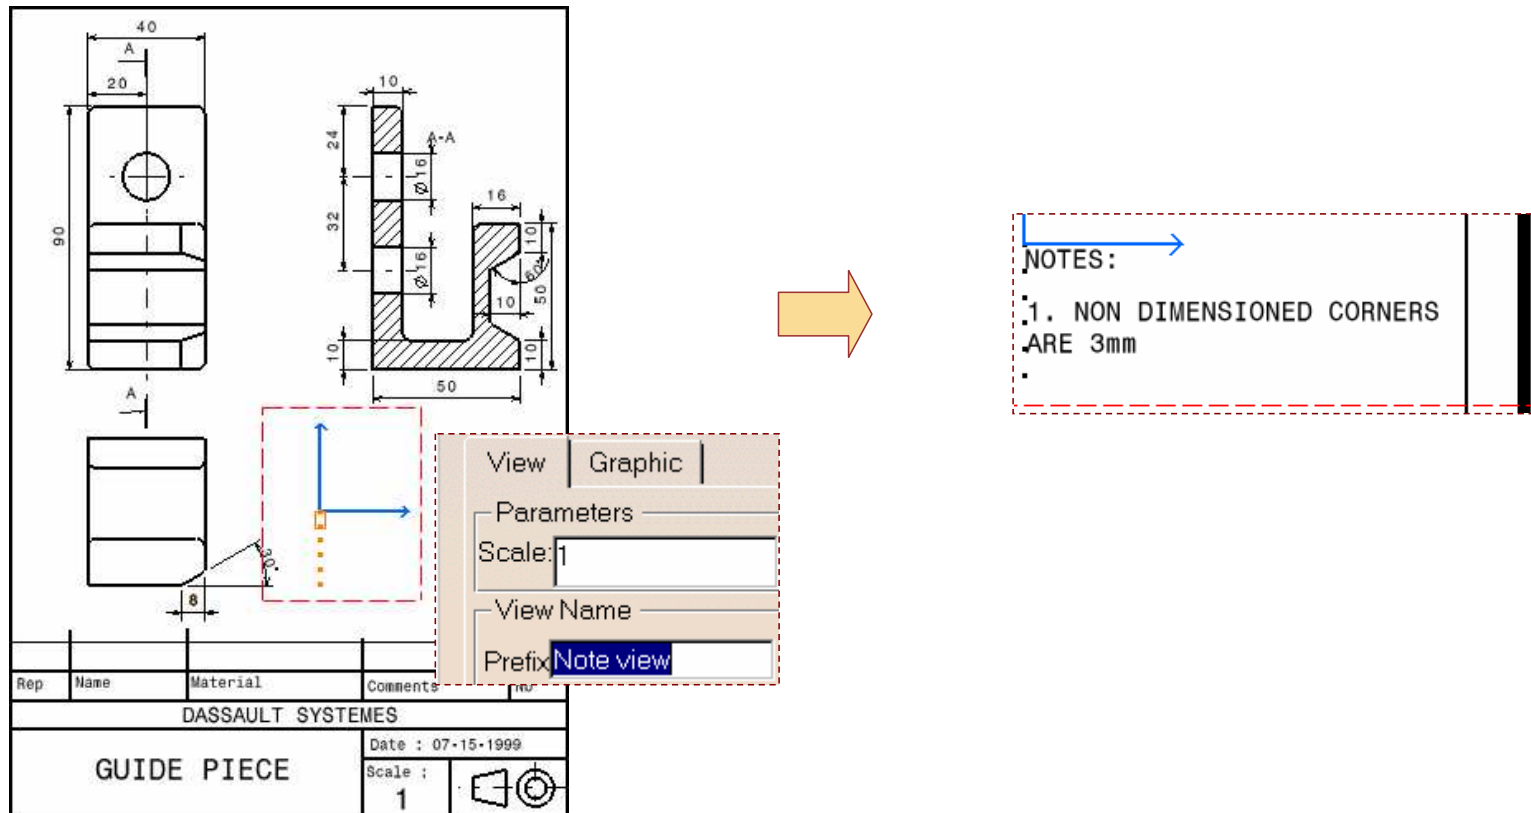 40
A
20
90
A
10
24
A-A
Ø16
32
Ø16
16
10
60°
50
10
10
10
50
30°
8
View
Graphic
Parameters
Scale:
1
View Name
Prefix
Note view
NOTES:
1. NON DIMENSIONED CORNERS
ARE 3mm
Rep
Name
Material
Comments
DASSAULT SYSTEMES
GUIDE PIECE
Date : 07-15-1999
Scale :
1